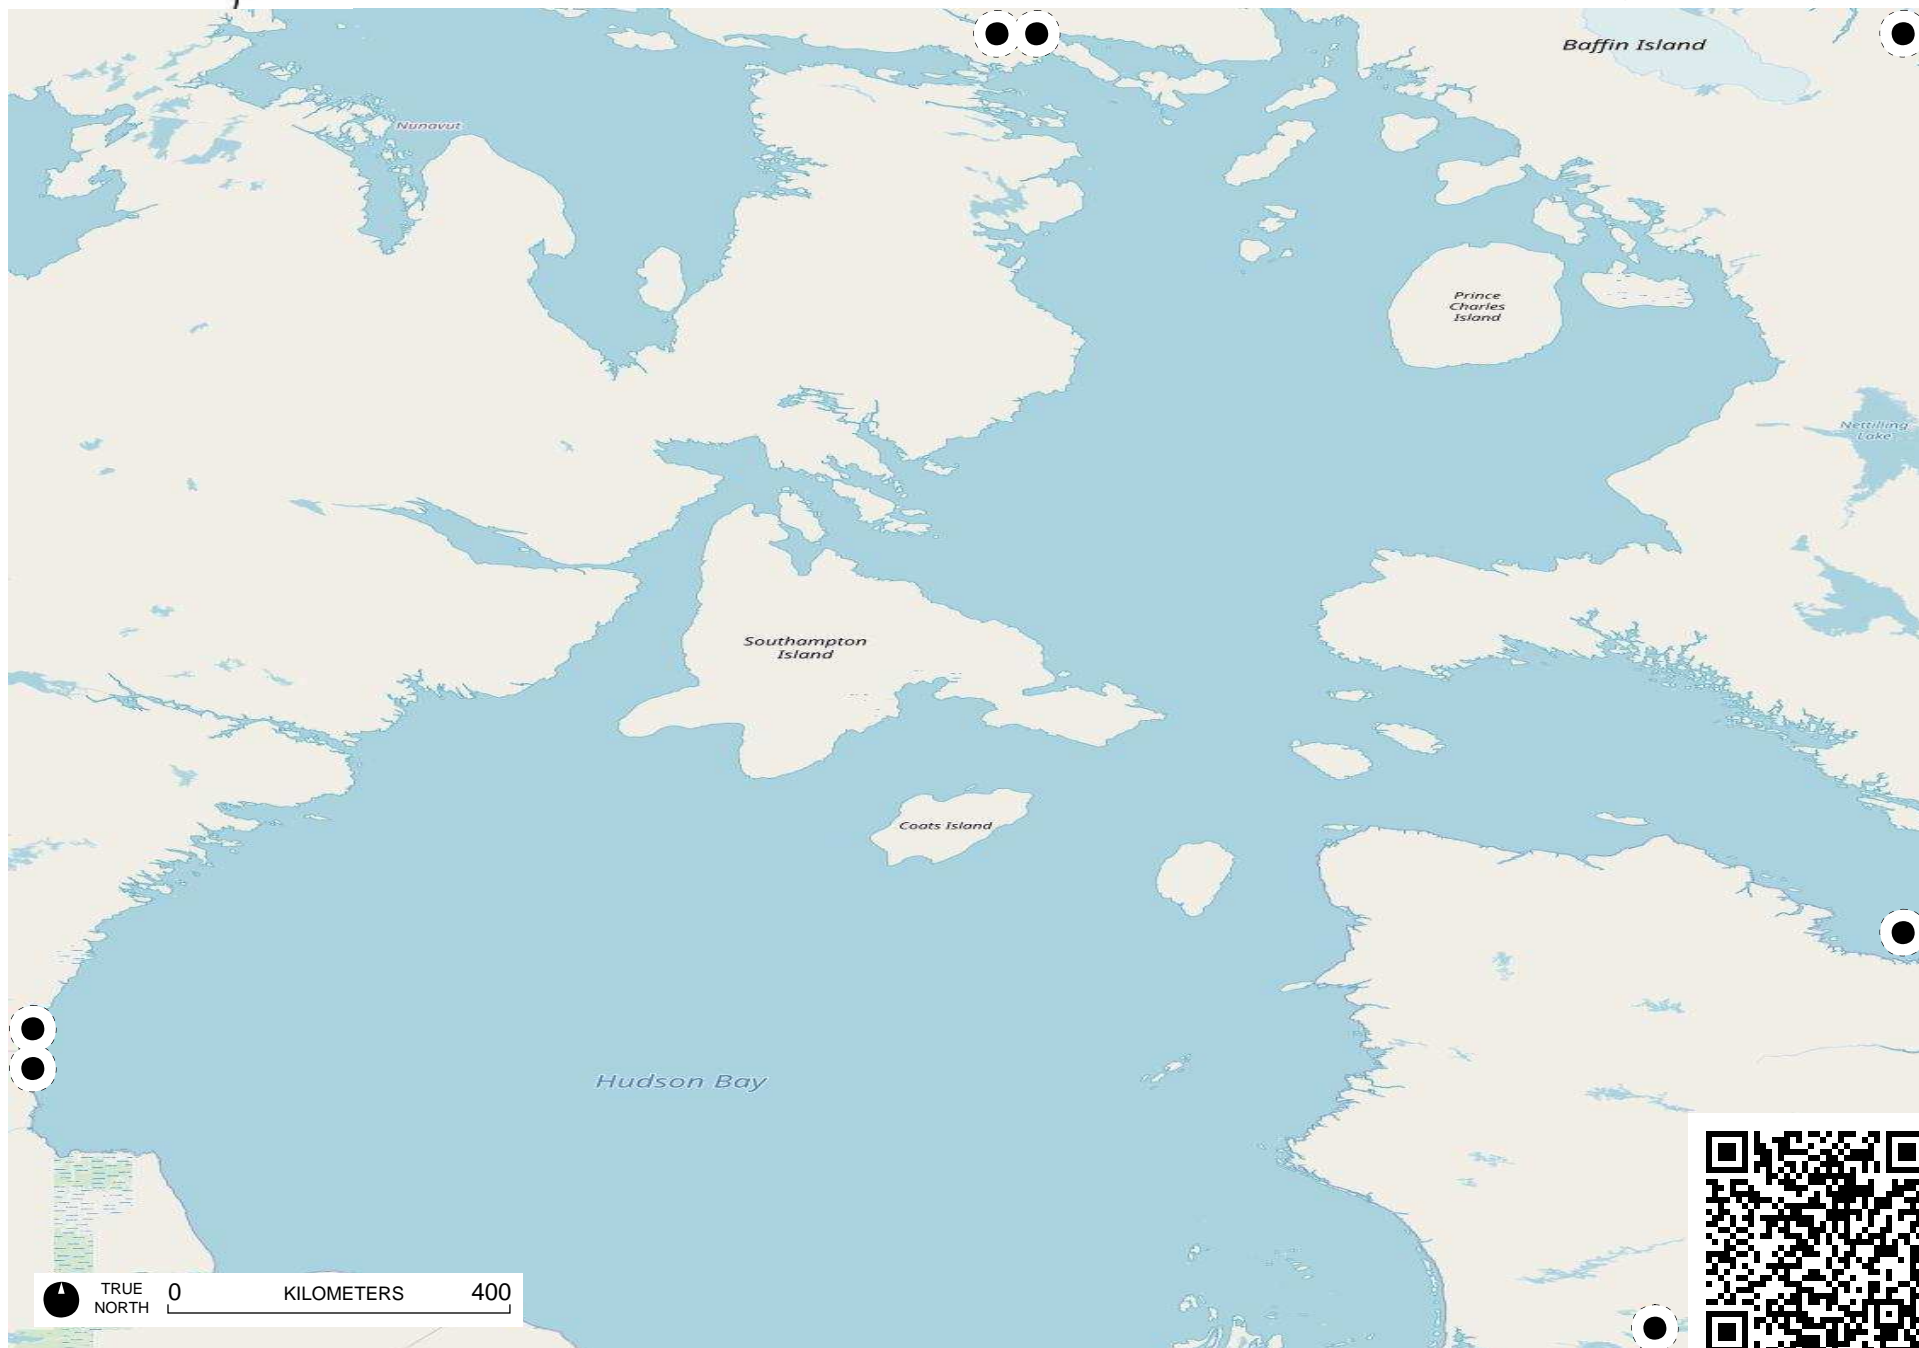 Baffin Island
Nunavut
Prince
Charles
Island
Nettilling
Lake
Southampton
Island
Coats Island
Hudson Bay
TRUE
NORTH
0 KILOMETERS 400